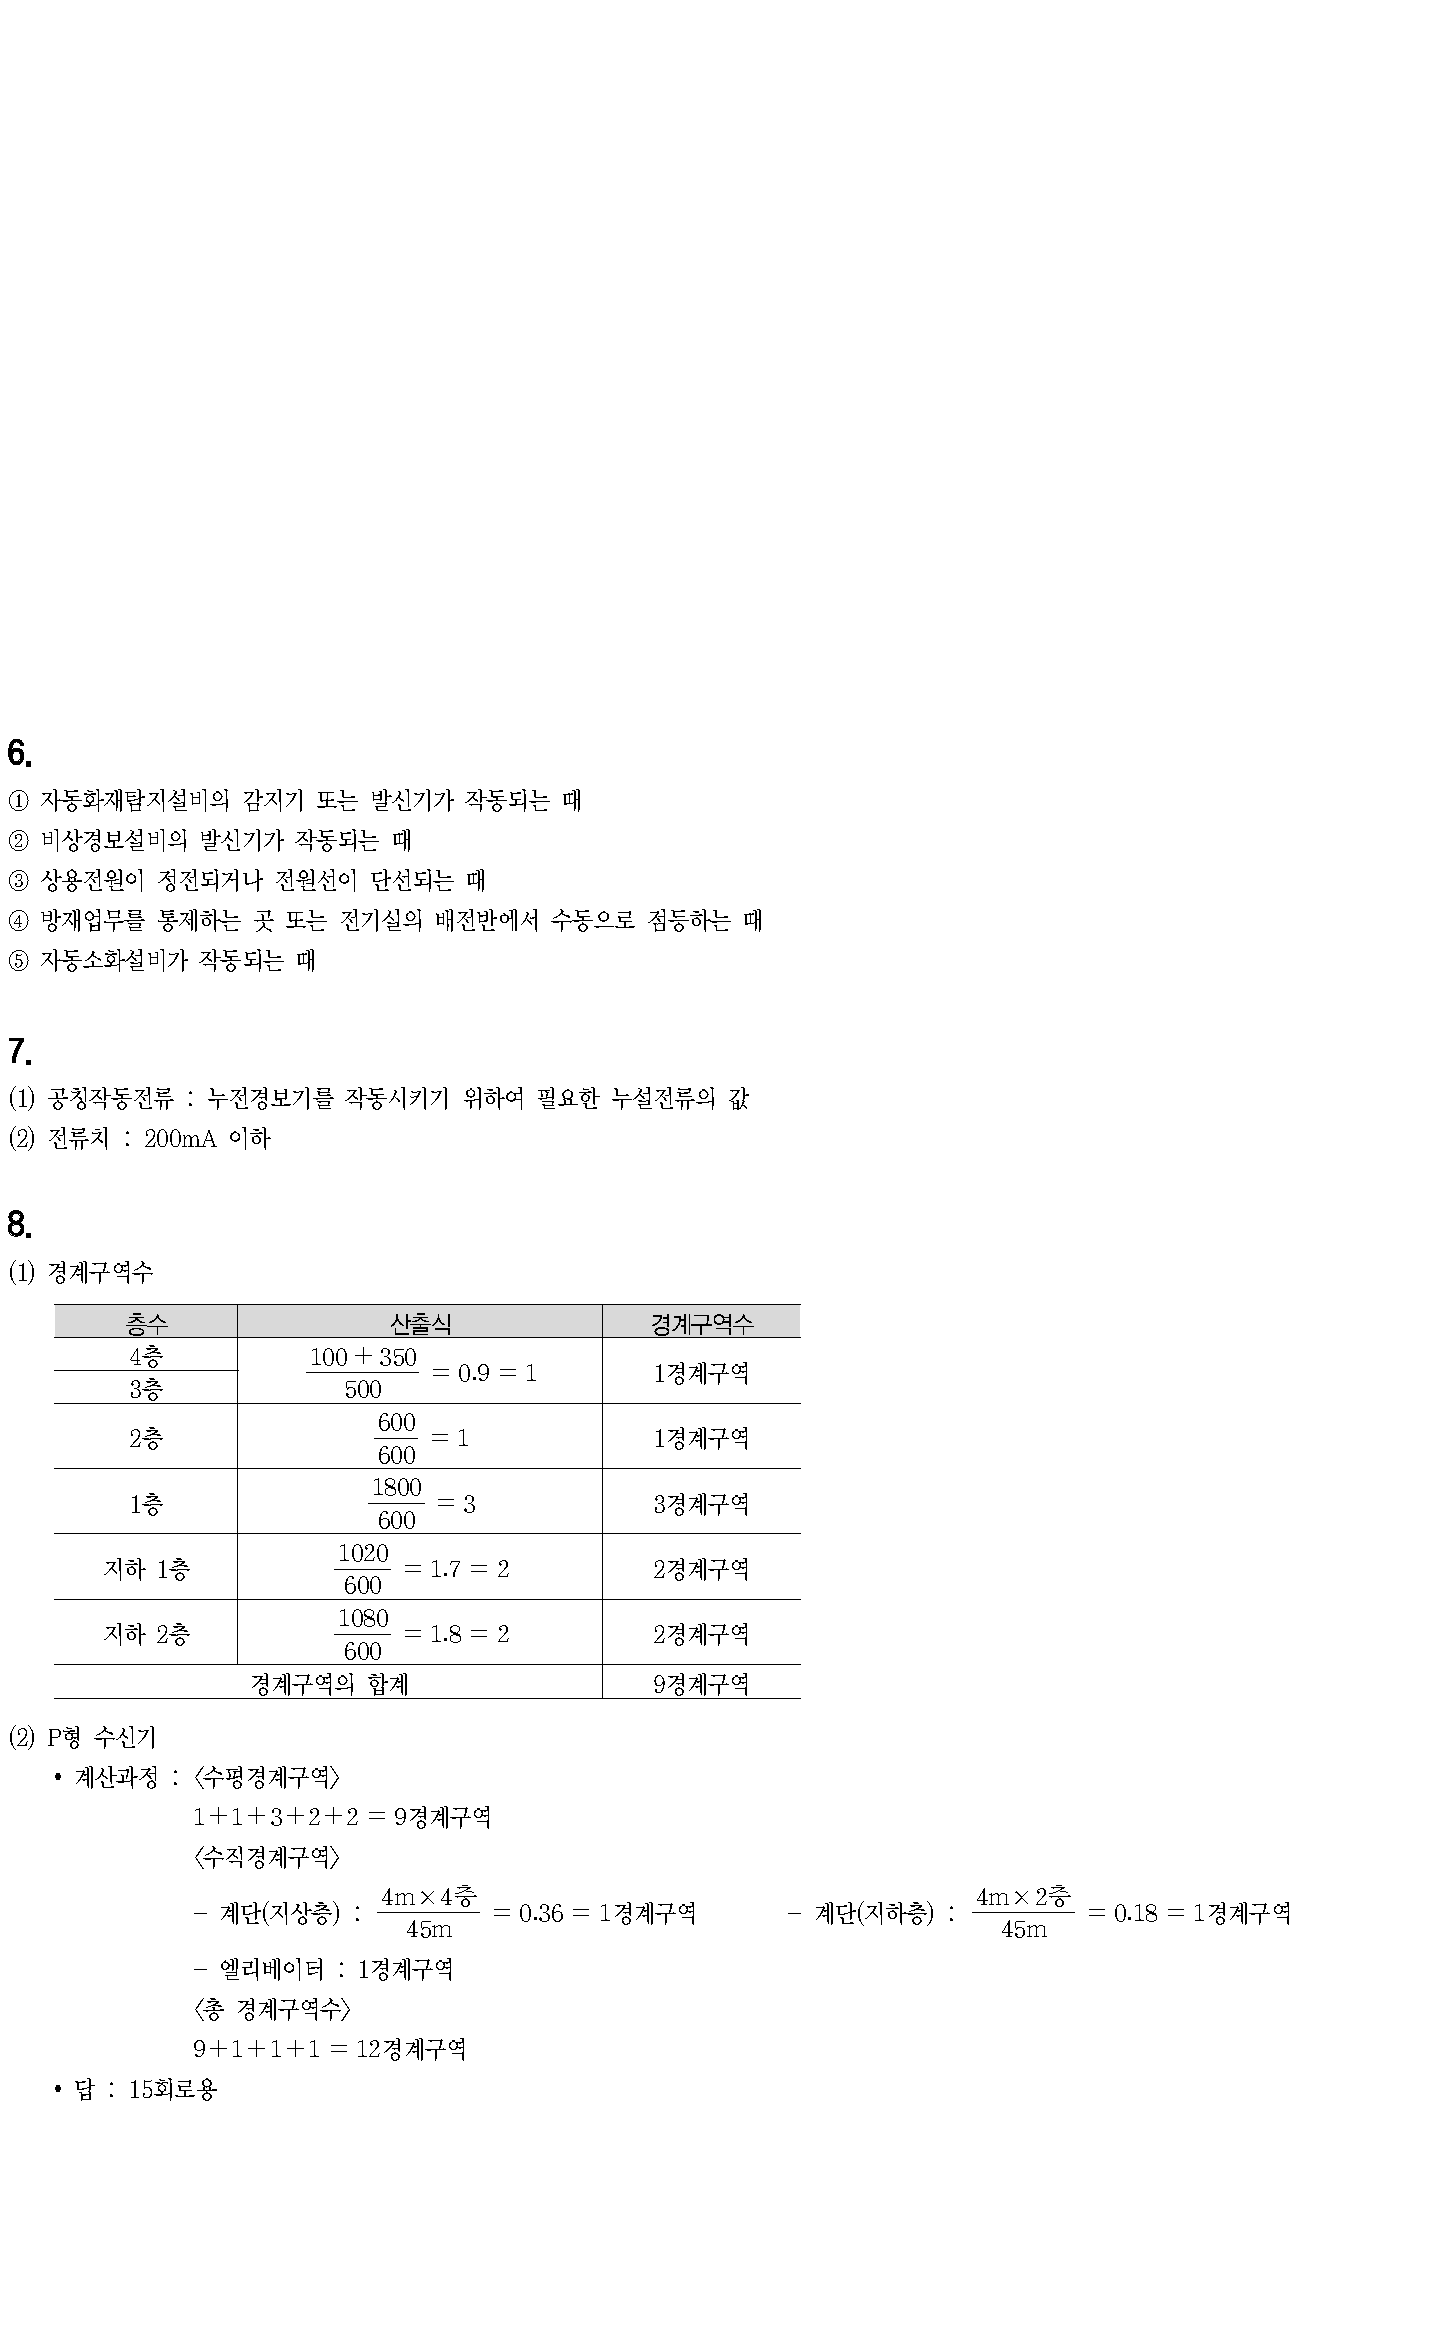 6.
① 자동화재탐지설비의 감지기 또는 발신기가 작동되는 때
② 비상경보설비의 발신기가 작동되는 때
③ 상용전원이 정전되거나 전원선이 단선되는 때
④ 방재업무를 통제하는 곳 또는 전기실의 배전반에서 수동으로 점등하는 때
⑤ 자동소화설비가 작동되는 때
7.
(1) 공칭작동전류 : 누전경보기를 작동시키기 위하여 필요한 누설전류의 값
(2) 전류치 : 200mA 이하
8.
(1) 경계구역수
층수 산출식 경계구역수
4층
3층
100 + 350
500
= 0.9 = 1
1경계구역
2층
600
600
= 1
1경계구역
1층
1800
600
= 3
3경계구역
지하 1층
1020
600
= 1.7 = 2
2경계구역
지하 2층
1080
600
= 1.8 = 2
2경계구역
경계구역의 합계 9경계구역
(2) P형 수신기
• 계산과정 : 〈수평경계구역〉
1+1+3+2+2 = 9경계구역
〈수직경계구역〉
- 계단(지상층) :
4m×4층
45m
= 0.36 = 1경계구역
- 계단(지하층) :
4m×2층
45m
= 0.18 = 1경계구역
- 엘리베이터 : 1경계구역
〈총 경계구역수〉
9+1+1+1 = 12경계구역
• 답 : 15회로용